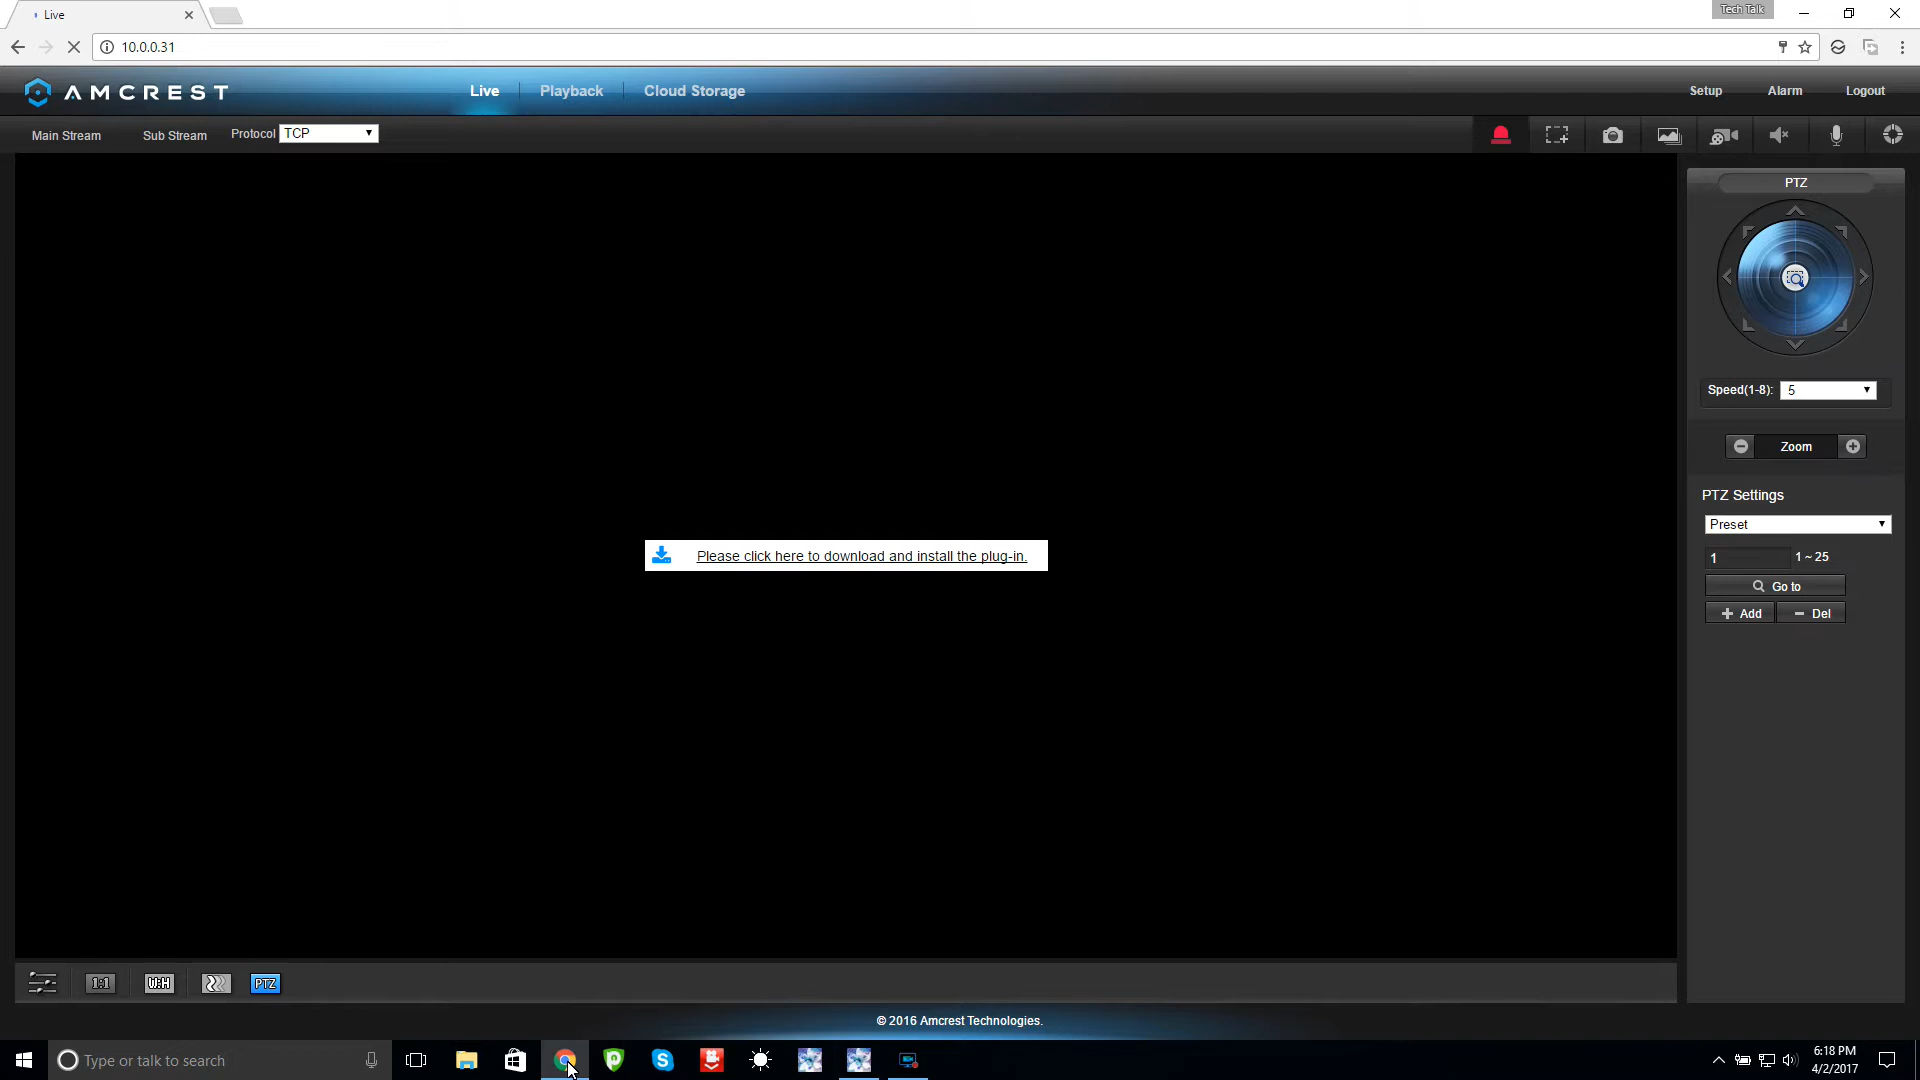 Live
Tech Talk
10.0.0.31
AMCREST
Live
Playback
Cloud Storage
Setup
Alarm
Logout
Main Stream
Sub Stream
Protocol
TCP
PTZ
Speed(1-8):
5
Zoom
PTZ Settings
Preset
Please click here to download and install the plug-in.
1
1 ~ 25
Go to
Add
Del
1:1
W:H
PTZ
© 2016 Amcrest Technologies.
Type or talk to search
6:18 PM
4/2/2017